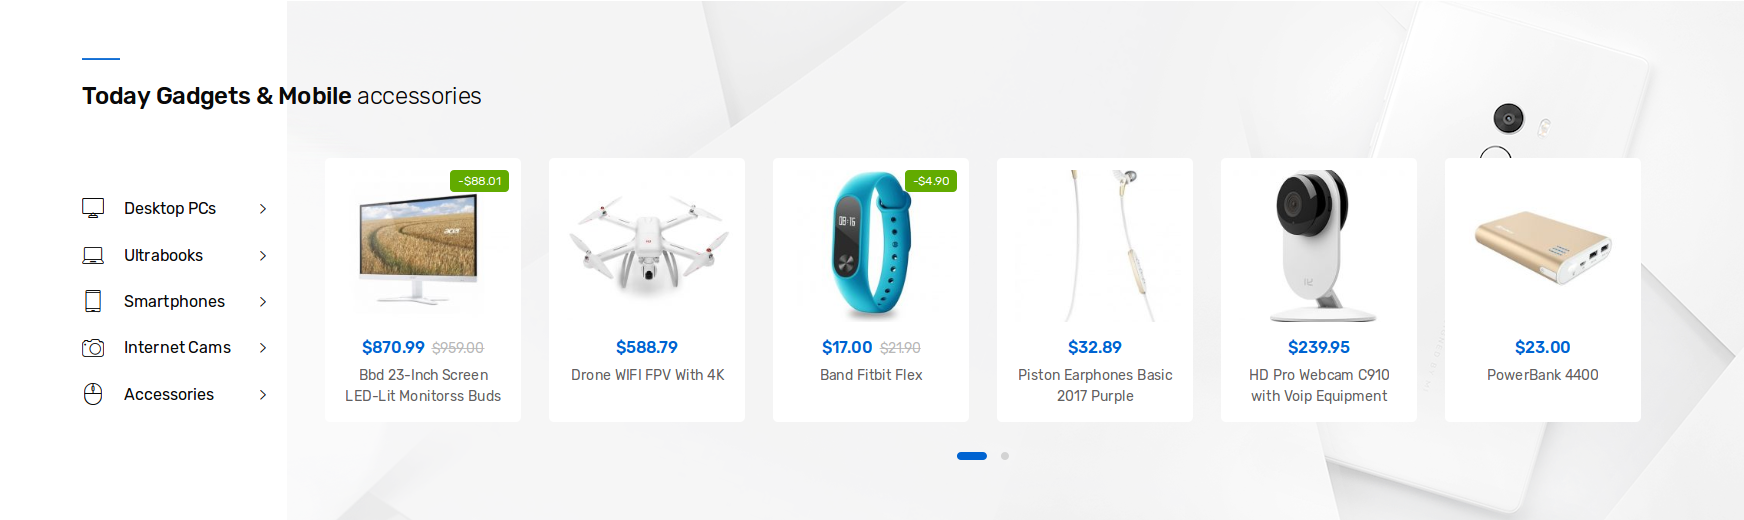 Today Gadgets & Mobile accessories
Desktop PCs
Ultrabooks
Smartphones
Internet Cams
Accessories
-$88.01
acer
$870.99 $959.00
Bbd 23-Inch Screen
LED-Lit Monitorss Buds
$588.79
Drone WIFI FPV With 4K
-$4.90
08:16
$17.00 $21.90
Band Fitbit Flex
$32.89
Piston Earphones Basic
2017 Purple
$239.95
HD Pro Webcam C910
with Voip Equipment
$23.00
PowerBank 4400